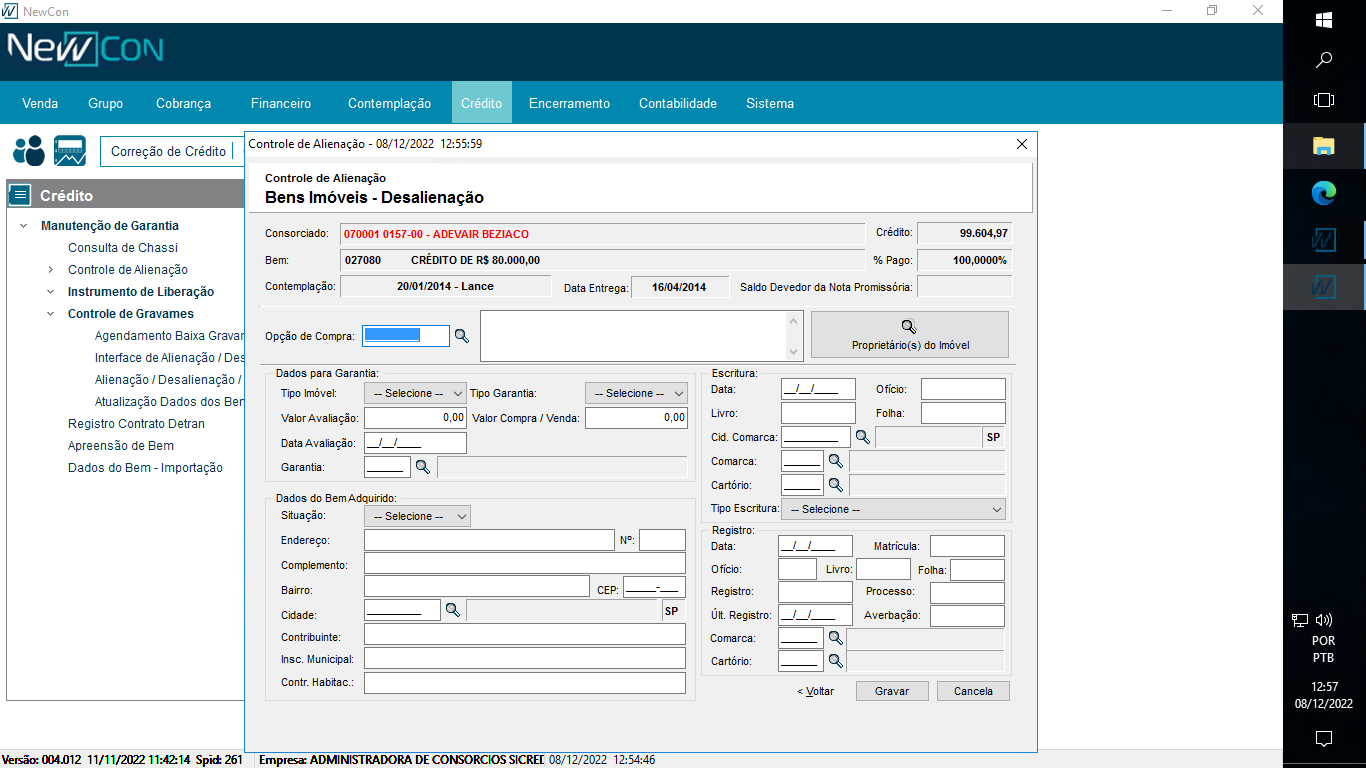 NewCon
NewCon
Venda Grupo Cobrança Financeiro Contemplação Crédito Encerramento Contabilidade Sistema
Correção de Crédito
Crédito
Manutenção de Garantia
Consulta de Chassi
Controle de Alienação
Instrumento de Liberação
Controle de Gravames
Agendamento Baixa Gravar
Interface de Alienação / Des
Alienação / Desalienação /
Atualização Dados dos Ber
Registro Contrato Detran
Apreensão de Bem
Dados do Bem - Importação
Controle de Alienação - 08/12/2022 12:55:59
Controle de Alienação
Bens Imóveis - Desalienação
Consorciado: 070001 0157-00 - ADEVAIR BEZIACO Crédito: 99.604,97
Bem: 027080 CRÉDITO DE R$ 80.000,00 % Pago: 100,0000%
Contemplação: 20/01/2014 - Lance Data Entrega: 16/04/2014 Saldo Devedor da Nota Promissória:
Opção de Compra: Proprietário(s) do Imóvel
Dados para Garantia:
Tipo Imóvel: -- Selecione -- Tipo Garantia: -- Selecione --
Valor Avaliação: 0,00 Valor Compra / Venda: 0,00
Data Avaliação: __/__/____
Garantia: ______
Dados do Bem Adquirido:
Situação: -- Selecione --
Endereço: Nº:
Complemento:
Bairro: CEP: _____-___
Cidade: _________ SP
Contribuinte:
Insc. Municipal:
Contr. Habitac.:
Escritura:
Data: __/__/____ Ofício:
Livro: Folha:
Cid. Comarca: _________ SP
Comarca: ______
Cartório: ______
Tipo Escritura: -- Selecione --
Registro:
Data: __/__/____ Matrícula:
Ofício: Livro: Folha:
Registro: Processo:
Últ. Registro: __/__/____ Averbação:
Comarca: ______
Cartório: ______
< Voltar Gravar Cancela
Versão: 004.012 11/11/2022 11:42:14 Spid: 261 Empresa: ADMINISTRADORA DE CONSORCIOS SICRED 08/12/2022 12:54:46
POR
PTB
12:57
08/12/2022